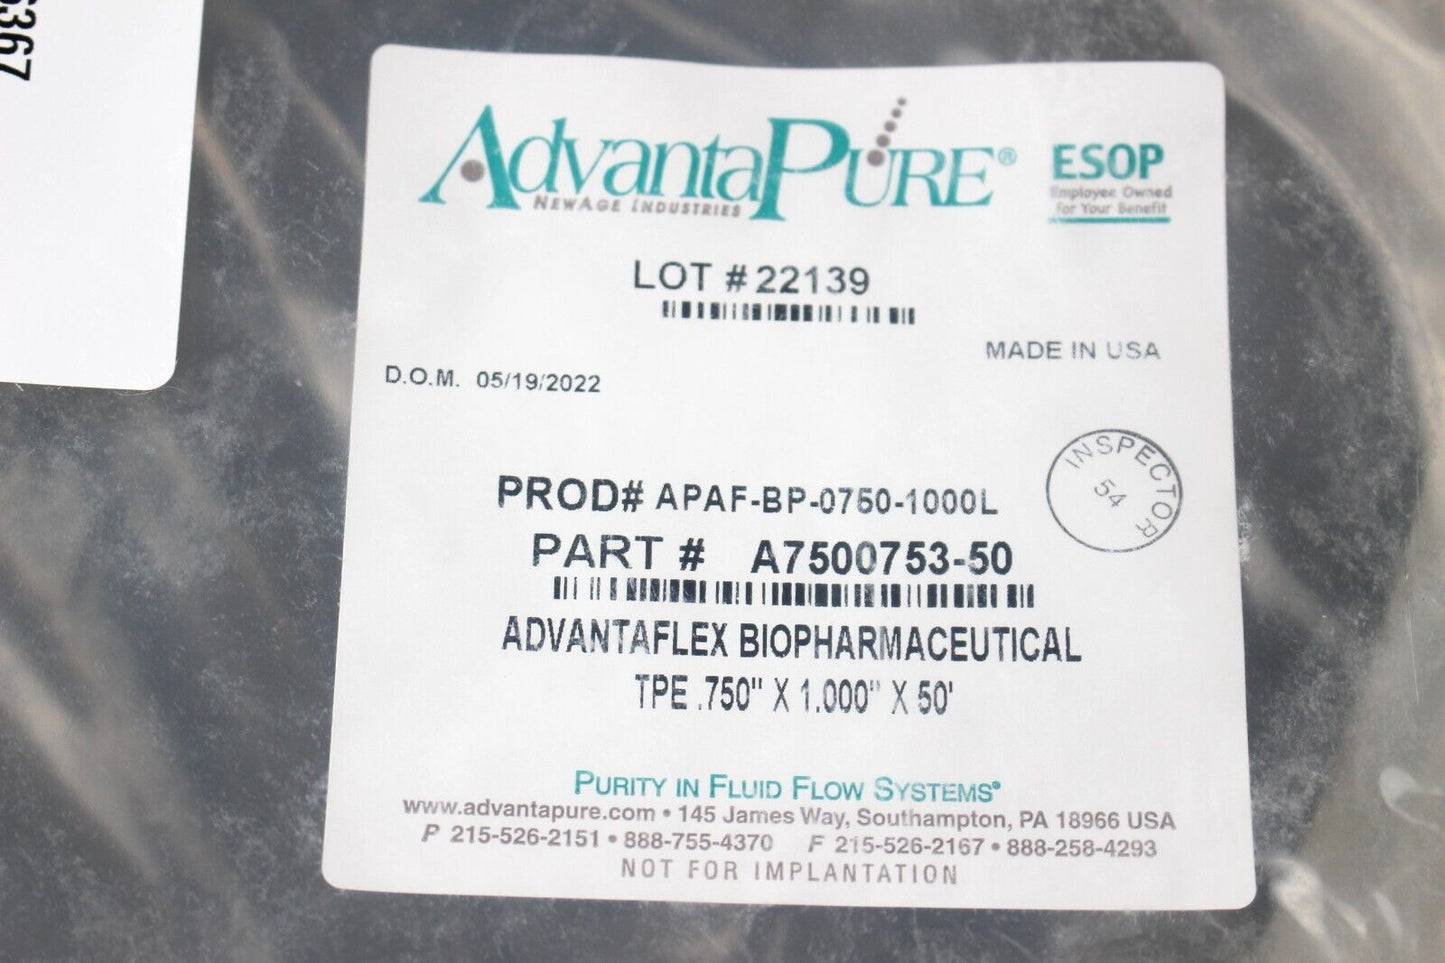 6367
ADVANTAPURE®
NEWAGE INDUSTRIES
ESOP
Employee Owned
for Your Benefit
LOT # 22139
MADE IN USA
D.O.M. 05/19/2022
INSPECTOR
54
PROD# APAF-BP-0750-1000L
PART # A7500753-50
ADVANTAFLEX BIOPHARMACEUTICAL
TPE .750" X 1.000" X 50'
PURITY IN FLUID FLOW SYSTEMS®
www.advantapure.com • 145 James Way, Southampton, PA 18966 USA
P 215-526-2151 • 888-755-4370 F 215-526-2167 • 888-258-4293
NOT FOR IMPLANTATION